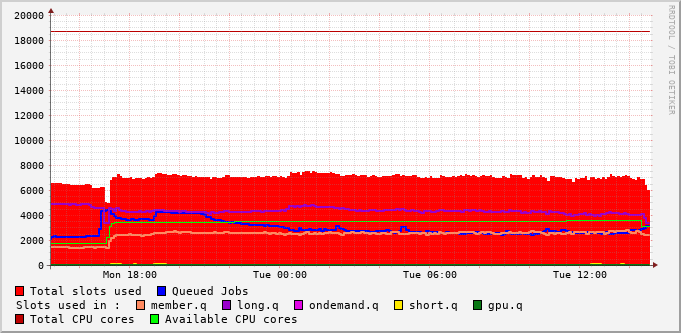 20000
18000
16000
14000
12000
10000
8000
6000
4000
2000
0
Mon 18:00 Tue 00:00 Tue 06:00 Tue 12:00
RRDTOOL / TOBI OETIKER
Total slots used Queued Jobs
Slots used in : member.q long.q ondemand.q short.q gpu.q
Total CPU cores Available CPU cores